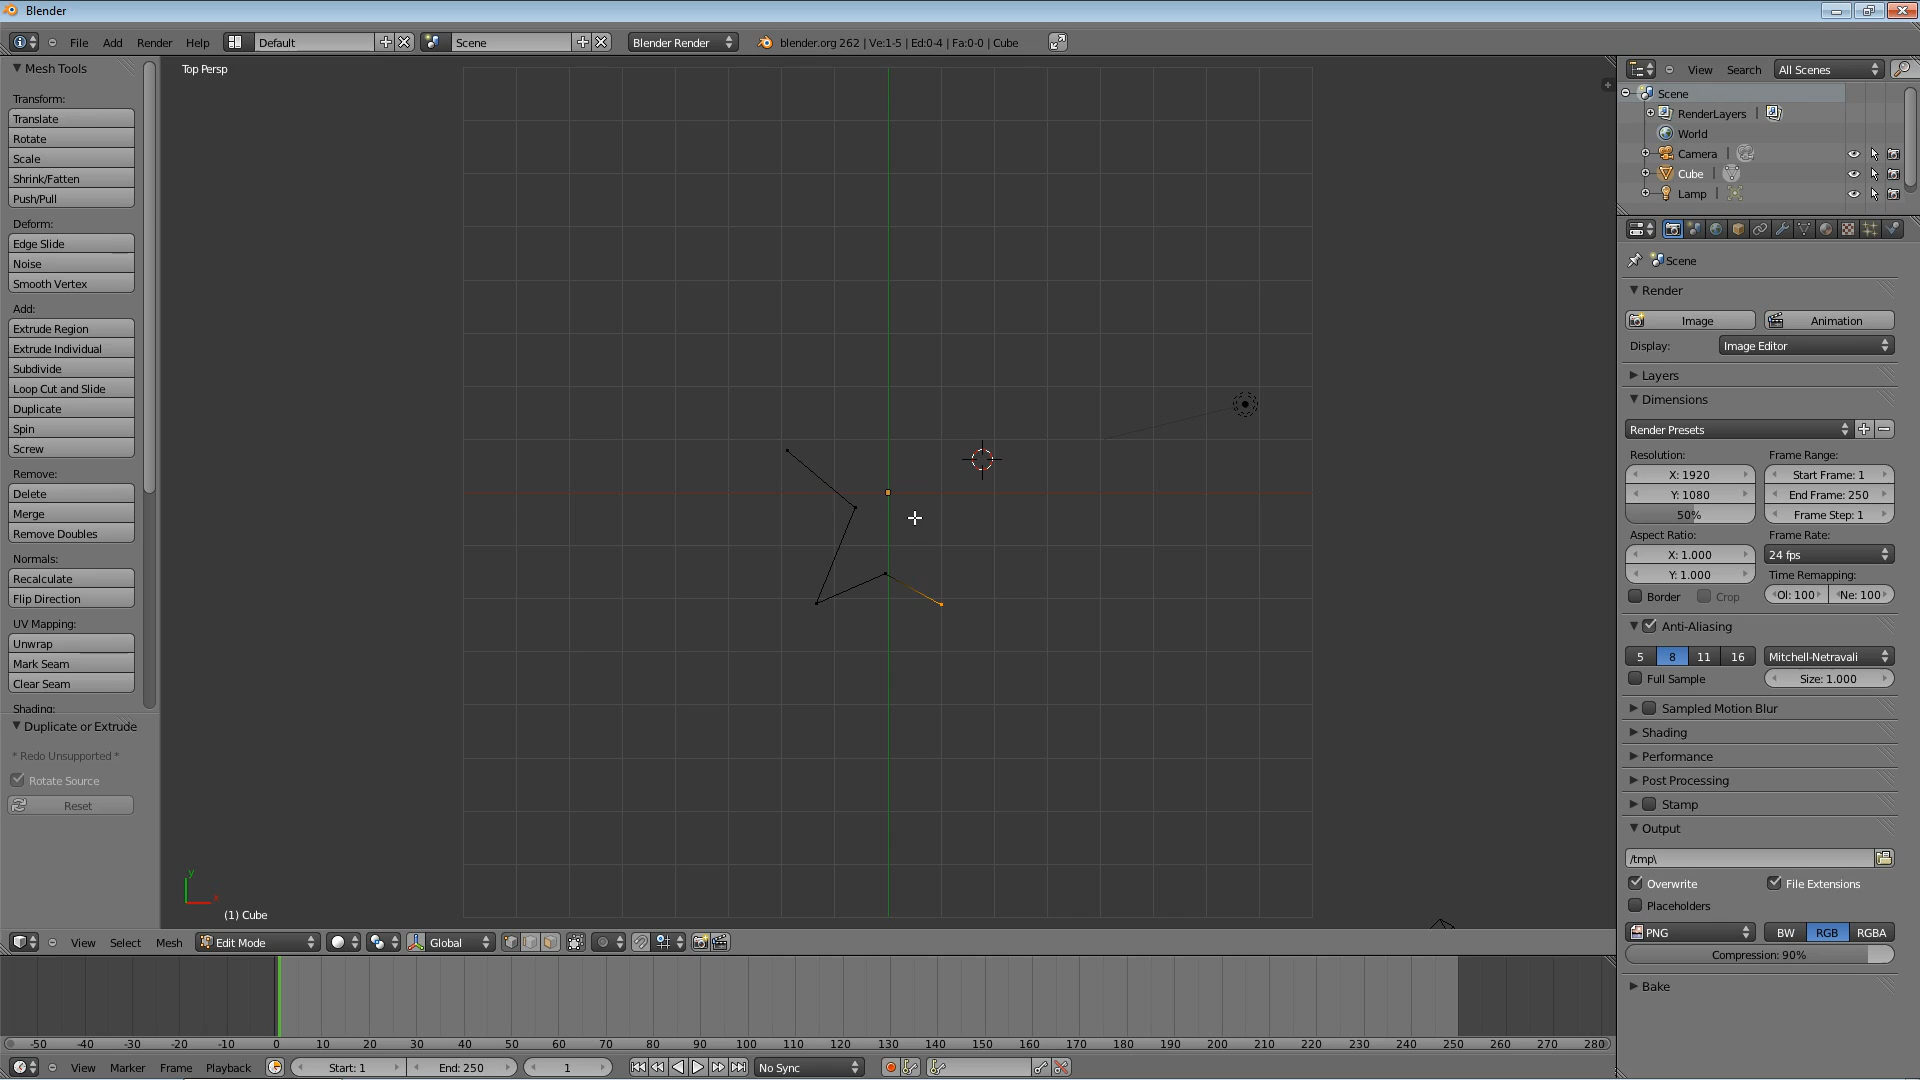 Blender
File Add Render Help Default Scene Blender Render blender.org 262 | Ve:1-5 | Ed:0-4 | Fa:0-0 | Cube
Mesh Tools
Transform:
Translate
Rotate
Scale
Shrink/Fatten
Push/Pull
Deform:
Edge Slide
Noise
Smooth Vertex
Add:
Extrude Region
Extrude Individual
Subdivide
Loop Cut and Slide
Duplicate
Spin
Screw
Remove:
Delete
Merge
Remove Doubles
Normals:
Recalculate
Flip Direction
UV Mapping:
Unwrap
Mark Seam
Clear Seam
Shading:
Duplicate or Extrude
* Redo Unsupported *
Rotate Source
Reset
Top Persp
y
x
(1) Cube
View Select Mesh Edit Mode Global
-50 -40 -30 -20 -10 0 10 20 30 40 50 60 70 80 90 100 110 120 130 140 150 160 170 180 190 200 210 220 230 240 250 260 270 280
View Marker Frame Playback Start: 1 End: 250 1 No Sync
View Search All Scenes
Scene
RenderLayers |
World
Camera |
Cube |
Lamp |
Scene
Render
Image Animation
Display: Image Editor
Layers
Dimensions
Render Presets
Resolution: Frame Range:
X: 1920 Start Frame: 1
Y: 1080 End Frame: 250
50% Frame Step: 1
Aspect Ratio: Frame Rate:
X: 1.000 24 fps
Y: 1.000 Time Remapping:
Border Crop Ol: 100 Ne: 100
Anti-Aliasing
5 8 11 16 Mitchell-Netravali
Full Sample Size: 1.000
Sampled Motion Blur
Shading
Performance
Post Processing
Stamp
Output
/tmp\
Overwrite File Extensions
Placeholders
PNG BW RGB RGBA
Compression: 90%
Bake